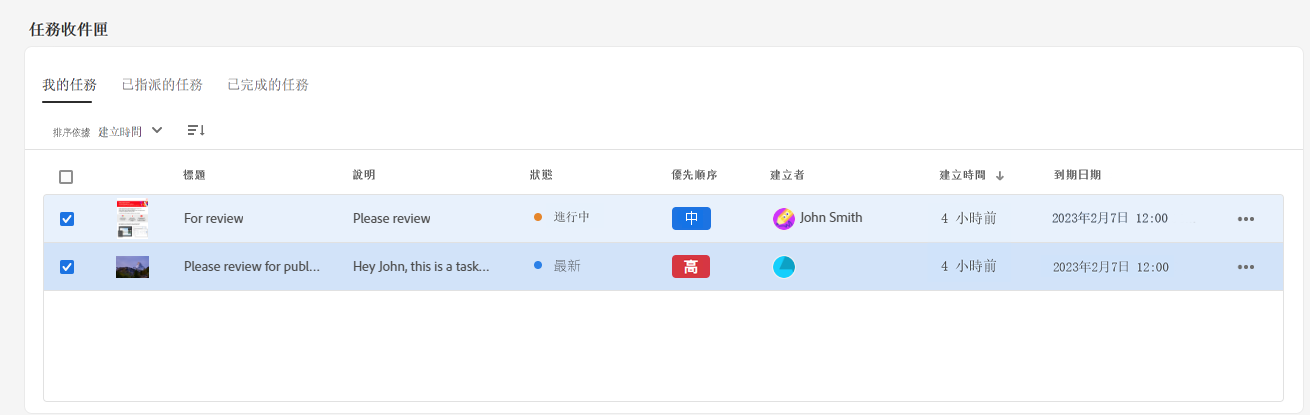 任務收件匣
我的任務 已指派的任務 已完成的任務
排序依據 建立時間
標題 說明 狀態 優先順序 建立者 建立時間 到期日期
For review Please review 進行中 中 John Smith 4 小時前 2023年2月7日 12:00
Please review for publ... Hey John, this is a task... 最新 高 4 小時前 2023年2月7日 12:00